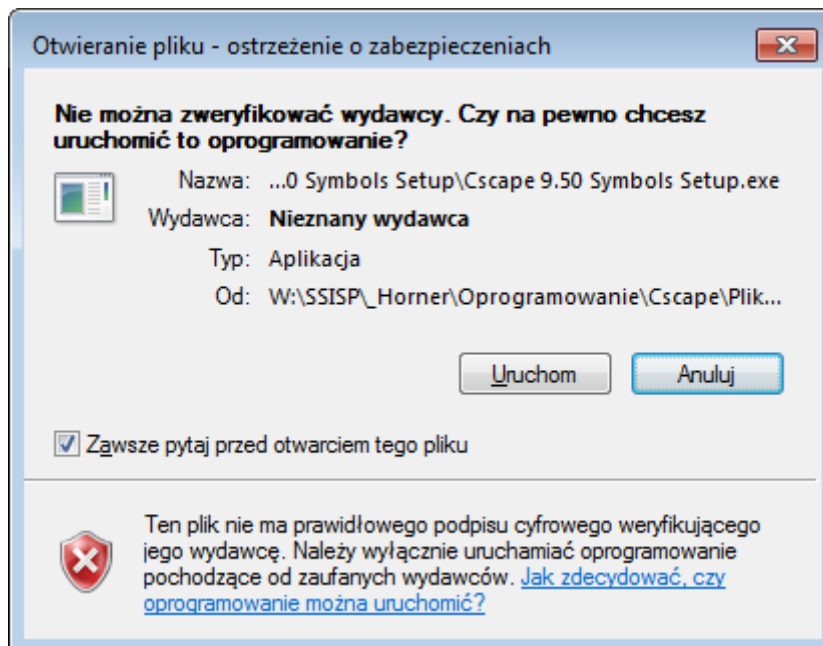 Otwieranie pliku - ostrzeżenie o zabezpieczeniach
Nie można zweryfikować wydawcy. Czy na pewno chcesz
uruchomić to oprogramowanie?
Nazwa: ...0 Symbols Setup\Cscape 9.50 Symbols Setup.exe
Wydawca: Nieznany wydawca
Typ: Aplikacja
Od: W:\SSISP\_Horner\Oprogramowanie\Cscape\Plik...
Uruchom Anuluj
Zawsze pytaj przed otwarciem tego pliku
Ten plik nie ma prawidłowego podpisu cyfrowego weryfikującego
jego wydawcę. Należy wyłącznie uruchamiać oprogramowanie
pochodzące od zaufanych wydawców. Jak zdecydować, czy
oprogramowanie można uruchomić?